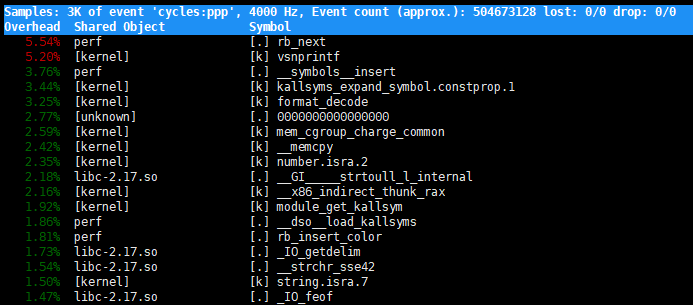 Samples: 3K of event 'cycles:ppp', 4000 Hz, Event count (approx.): 504673128 lost: 0/0 drop: 0/0
Overhead  Shared Object            Symbol
   5.54%  perf                     [.] rb_next
   5.20%  [kernel]                 [k] vsnprintf
   3.76%  perf                     [.] __symbols__insert
   3.44%  [kernel]                 [k] kallsyms_expand_symbol.constprop.1
   3.25%  [kernel]                 [k] format_decode
   2.77%  [unknown]                [.] 0000000000000000
   2.59%  [kernel]                 [k] mem_cgroup_charge_common
   2.42%  [kernel]                 [k] __memcpy
   2.35%  [kernel]                 [k] number.isra.2
   2.18%  libc-2.17.so             [.] __GI_____strtoull_l_internal
   2.16%  [kernel]                 [k] __x86_indirect_thunk_rax
   1.92%  [kernel]                 [k] module_get_kallsym
   1.86%  perf                     [.] __dso__load_kallsyms
   1.81%  perf                     [.] rb_insert_color
   1.73%  libc-2.17.so             [.] _IO_getdelim
   1.54%  libc-2.17.so             [.] __strchr_sse42
   1.50%  [kernel]                 [k] string.isra.7
   1.47%  libc-2.17.so             [.] _IO_feof